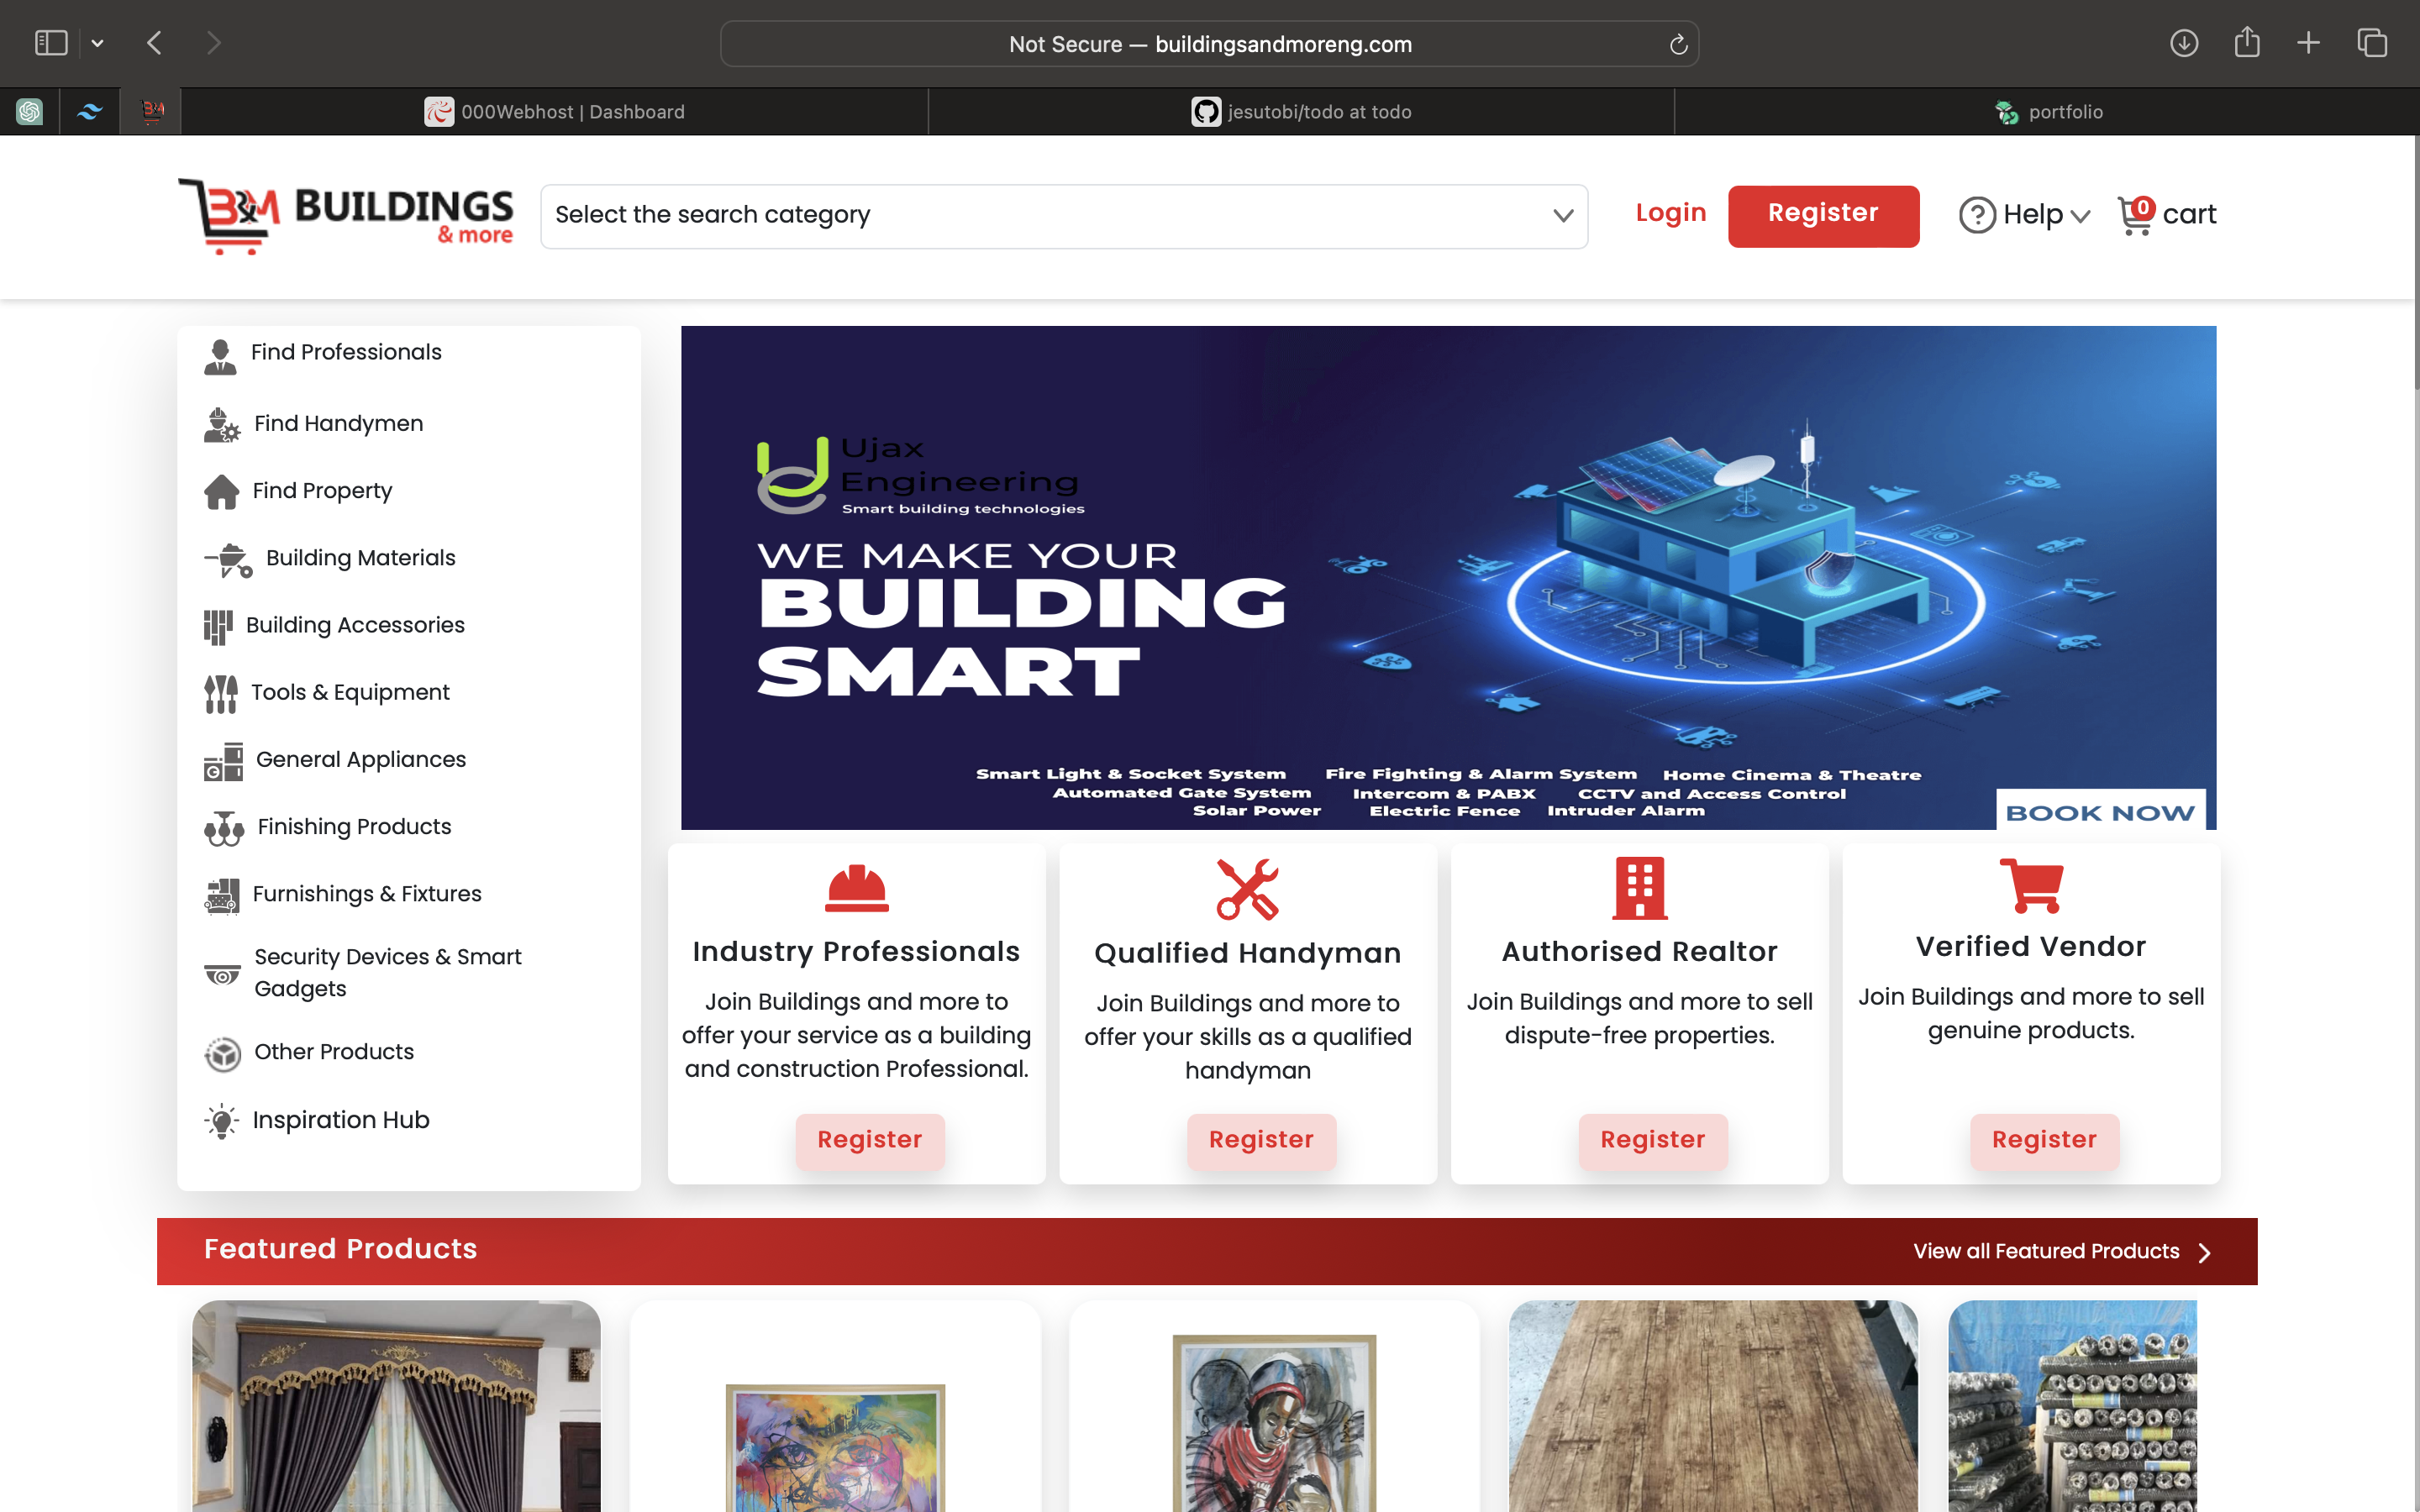 Not Secure — buildingsandmoreng.com
000Webhost | Dashboard
jesutobi/todo at todo
portfolio
B&M BUILDINGS
& more
Select the search category
Login
Register
Help
0
cart
Find Professionals
Find Handymen
Find Property
Building Materials
Building Accessories
Tools & Equipment
General Appliances
Finishing Products
Furnishings & Fixtures
Security Devices & Smart
Gadgets
Other Products
Inspiration Hub
Ujax
Engineering
Smart building technologies
WE MAKE YOUR
BUILDING
SMART
Smart Light & Socket System Fire Fighting & Alarm System Home Cinema & Theatre
Automated Gate System Intercom & PABX CCTV and Access Control
Solar Power Electric Fence Intruder Alarm
BOOK NOW
Industry Professionals
Join Buildings and more to
offer your service as a building
and construction Professional.
Register
Qualified Handyman
Join Buildings and more to
offer your skills as a qualified
handyman
Register
Authorised Realtor
Join Buildings and more to sell
dispute-free properties.
Register
Verified Vendor
Join Buildings and more to sell
genuine products.
Register
Featured Products
View all Featured Products